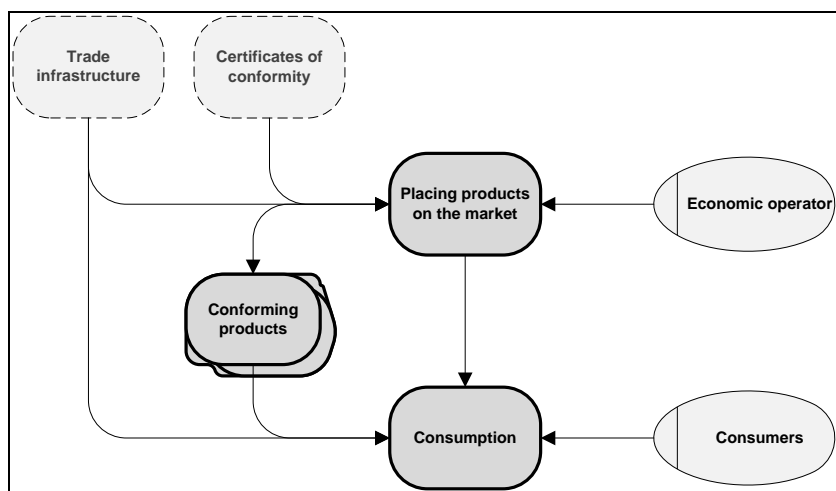 Trade
infrastructure
Certificates of
conformity
Placing products
on the market
Economic operator
Conforming
products
Consumption
Consumers